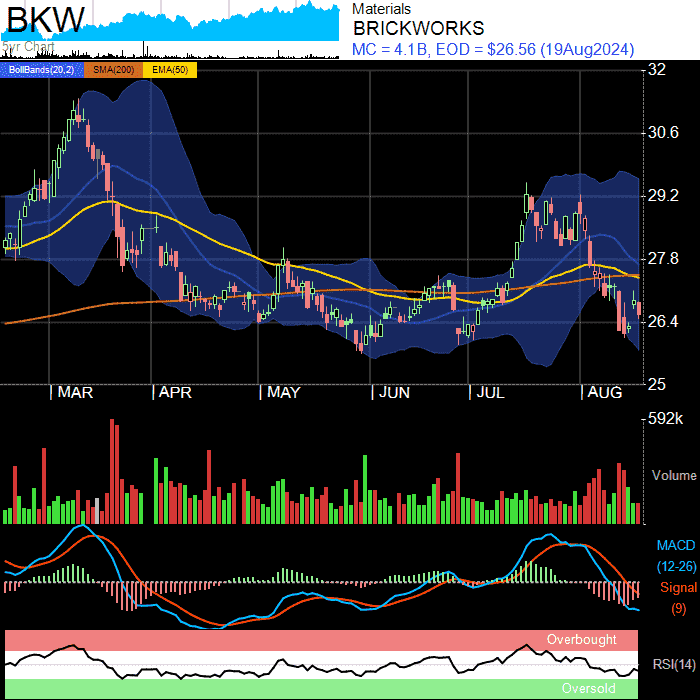 BKW
5yr Chart
Materials
BRICKWORKS
MC = 4.1B, EOD = $26.56 (19Aug2024)
BollBands(20,2) SMA(200) EMA(50)
32
30.6
29.2
27.8
26.4
25
MAR APR MAY JUN JUL AUG
592k
Volume
MACD
(12-26)
Signal
(9)
Overbought
RSI(14)
Oversold